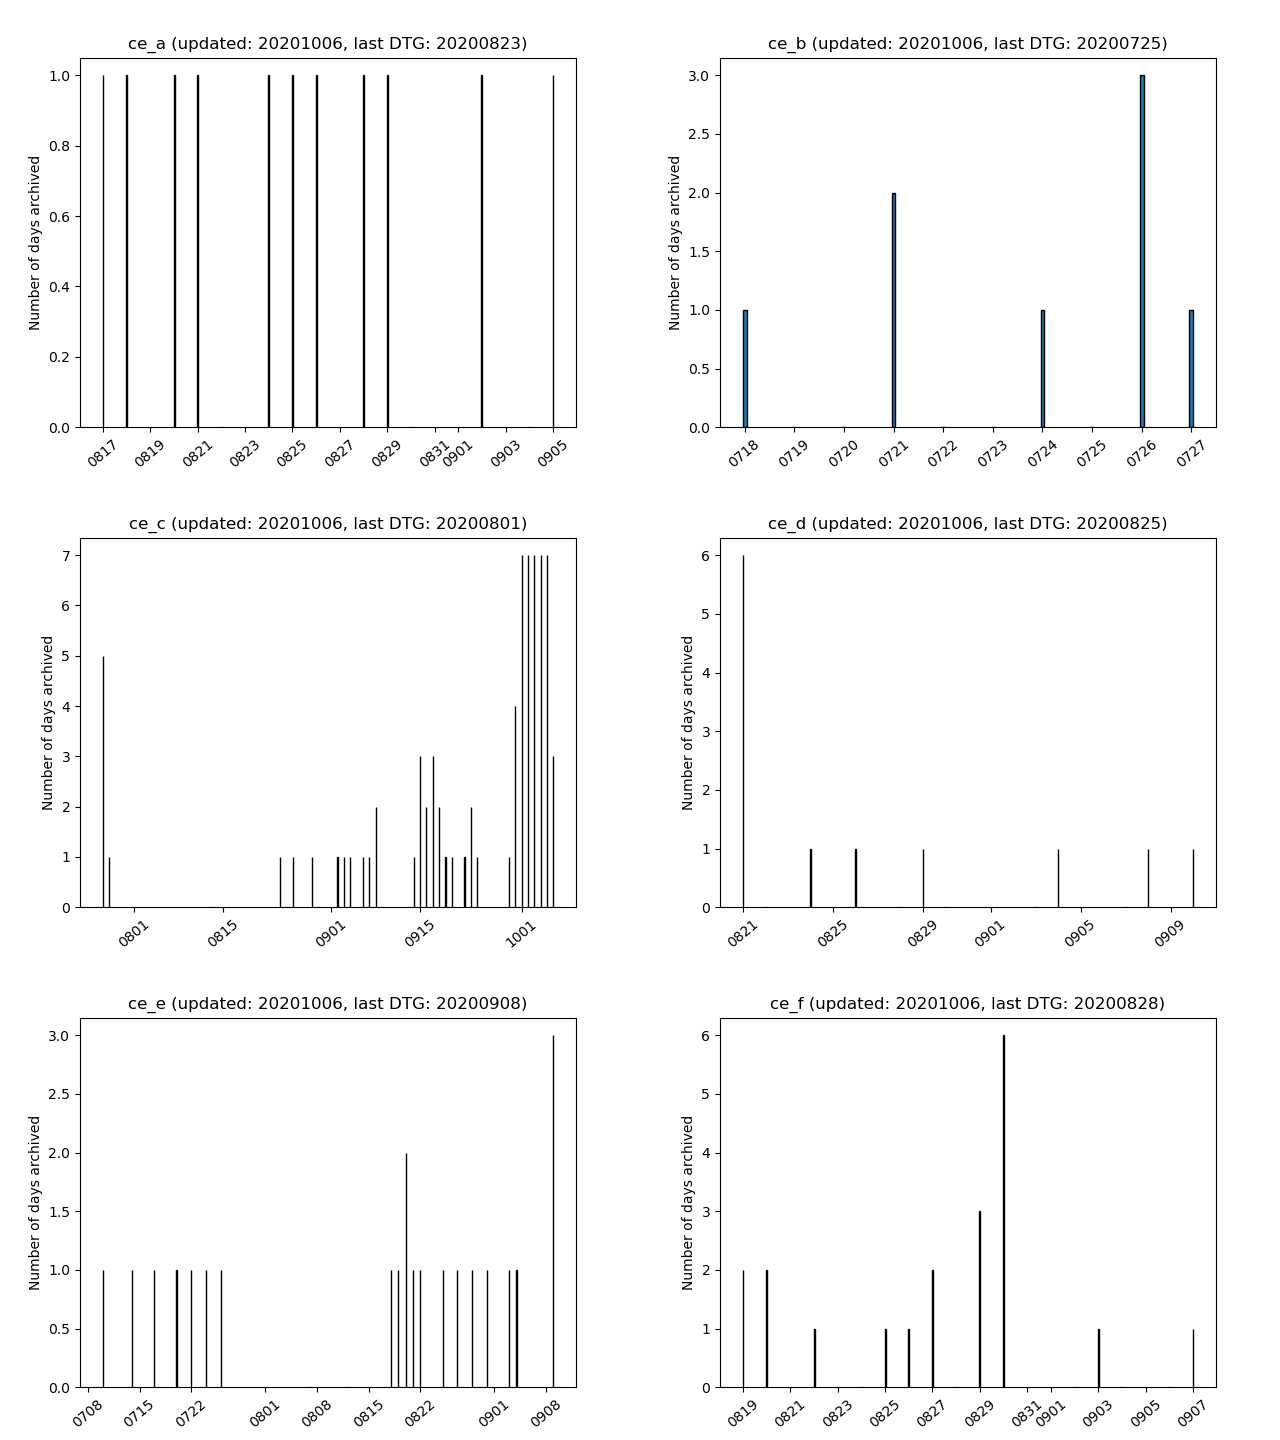 ce_a (updated: 20201006, last DTG: 20200823)
Number of days archived
1.0
0.8
0.6
0.4
0.2
0.0
0817 0819 0821 0823 0825 0827 0829 0831 0901 0903 0905
ce_b (updated: 20201006, last DTG: 20200725)
Number of days archived
3.0
2.5
2.0
1.5
1.0
0.5
0.0
0718 0719 0720 0721 0722 0723 0724 0725 0726 0727
ce_c (updated: 20201006, last DTG: 20200801)
Number of days archived
7
6
5
4
3
2
1
0
0801 0815 0901 0915 1001
ce_d (updated: 20201006, last DTG: 20200825)
Number of days archived
6
5
4
3
2
1
0
0821 0825 0829 0901 0905 0909
ce_e (updated: 20201006, last DTG: 20200908)
Number of days archived
3.0
2.5
2.0
1.5
1.0
0.5
0.0
0708 0715 0722 0801 0808 0815 0822 0901 0908
ce_f (updated: 20201006, last DTG: 20200828)
Number of days archived
6
5
4
3
2
1
0
0819 0821 0823 0825 0827 0829 0831 0901 0903 0905 0907